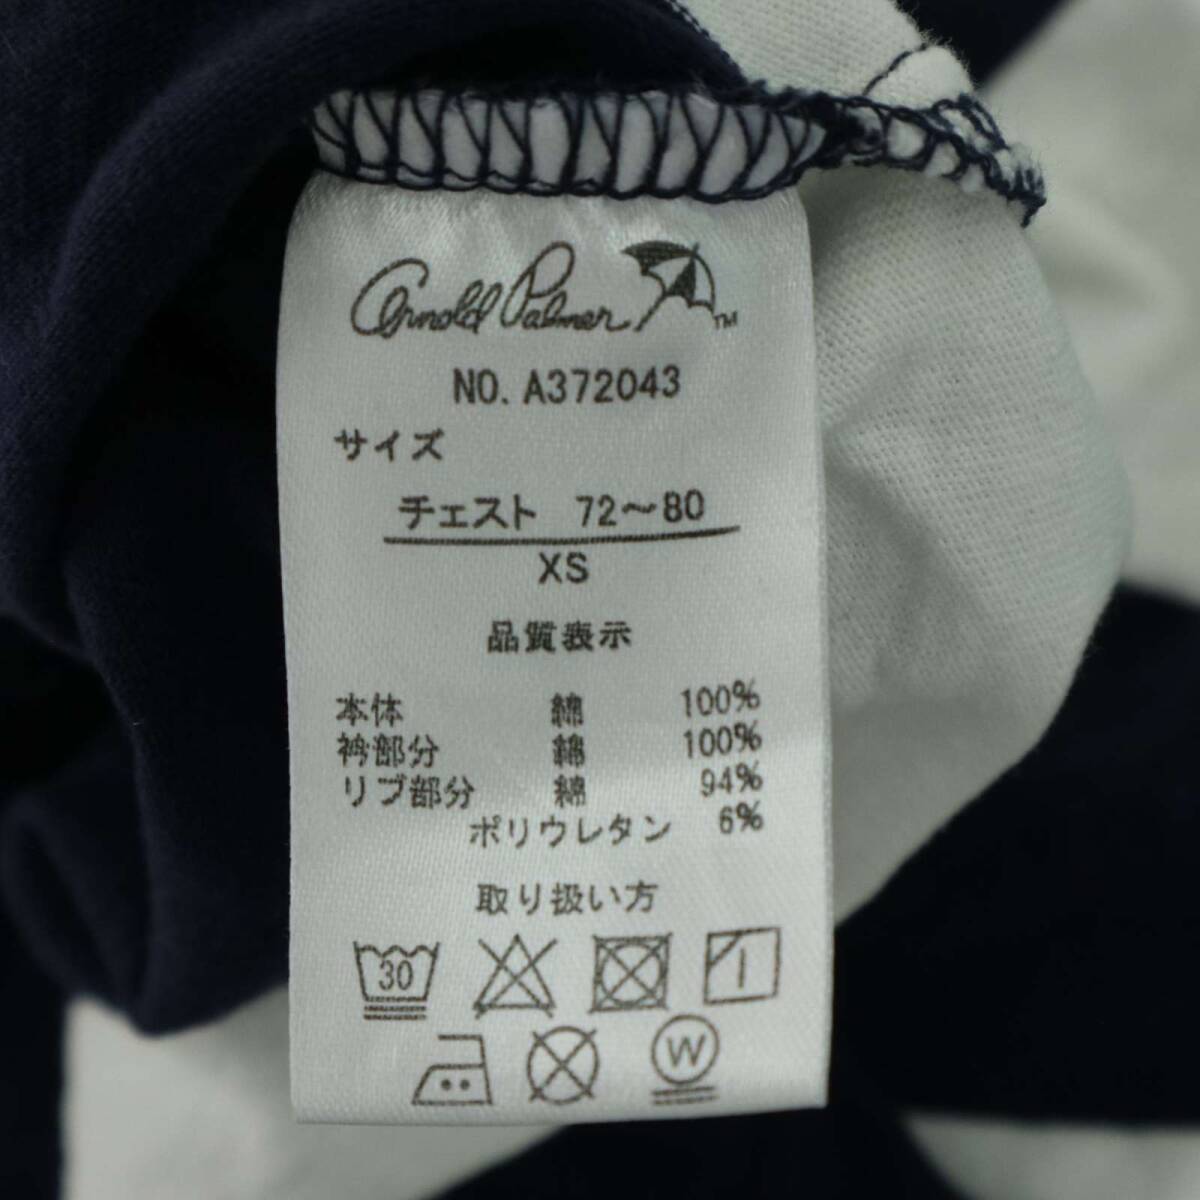 Arnold Palmer TM
NO. A372043
サイズ
チェスト 72～80
XS
品質表示
本体 綿 100%
衿部分 綿 100%
リブ部分 綿 94%
ポリウレタン 6%
取り扱い方
30
W